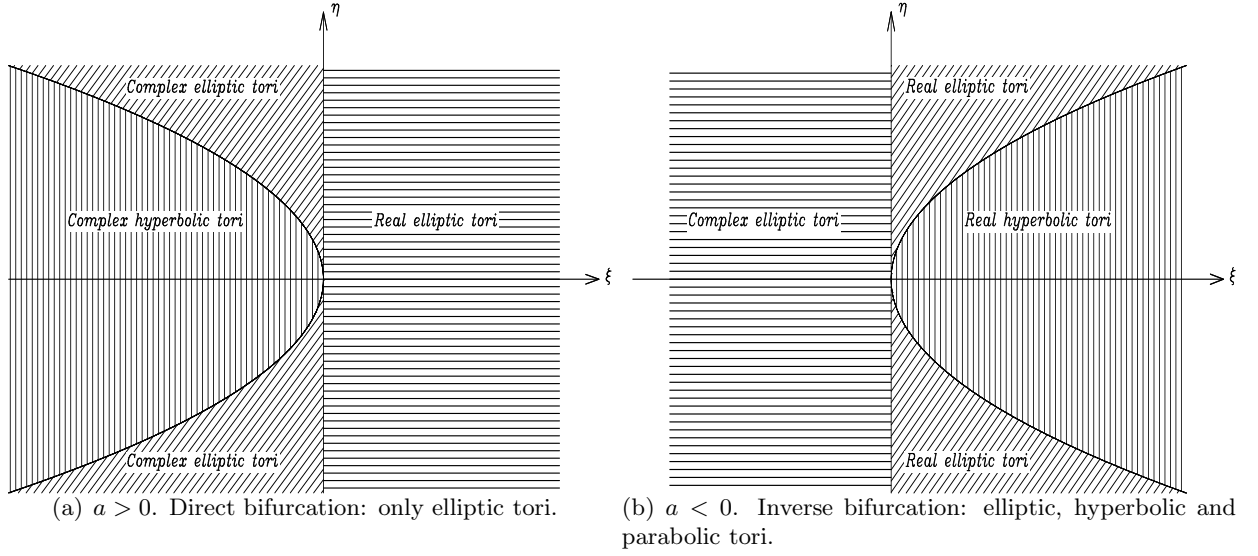 η
Complex elliptic tori
Complex hyperbolic tori
Real elliptic tori
ξ
Complex elliptic tori
(a) a > 0. Direct bifurcation: only elliptic tori.
η
Real elliptic tori
Complex elliptic tori
Real hyperbolic tori
ξ
Real elliptic tori
(b) a < 0. Inverse bifurcation: elliptic, hyperbolic and
parabolic tori.